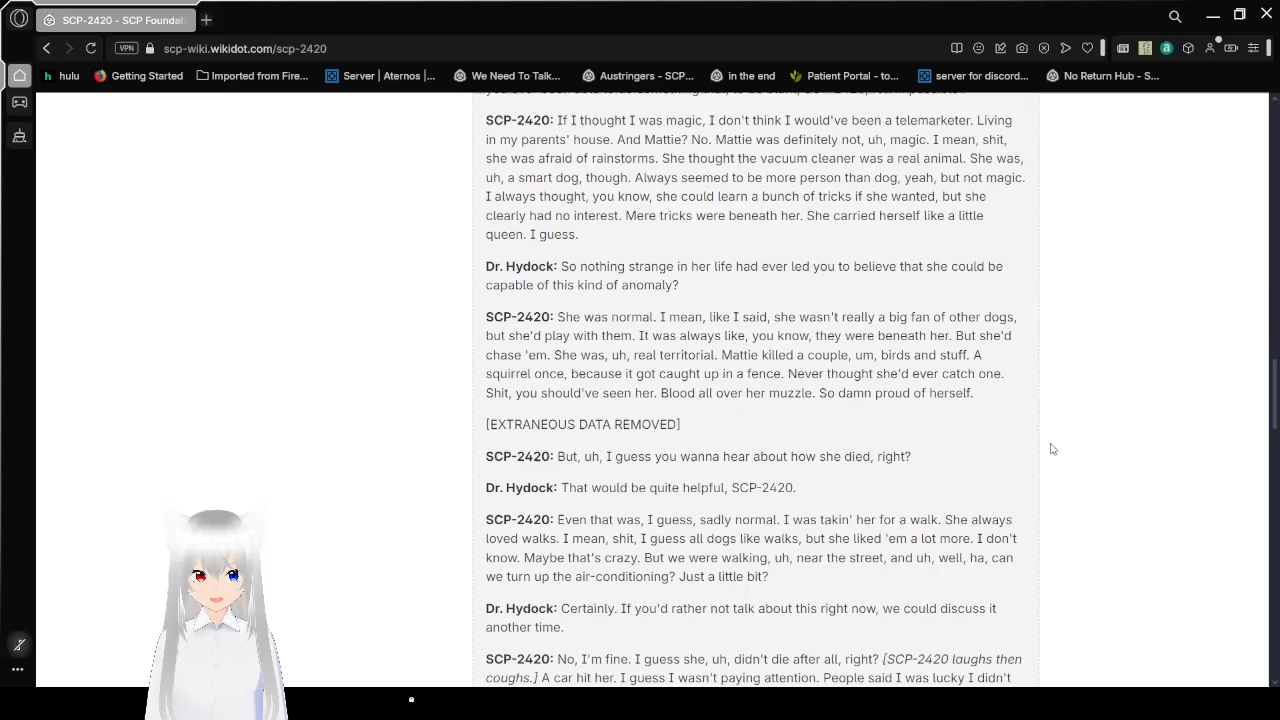 SCP-2420 - SCP Foundat
VPN scp-wiki.wikidot.com/scp-2420
hulu Getting Started Imported from Fire... Server | Aternos |... We Need To Talk... Austringers - SCP... in the end Patient Portal - to... server for discord... No Return Hub - S...
SCP-2420: If I thought I was magic, I don't think I would've been a telemarketer. Living
in my parents' house. And Mattie? No. Mattie was definitely not, uh, magic. I mean, shit,
she was afraid of rainstorms. She thought the vacuum cleaner was a real animal. She was,
uh, a smart dog, though. Always seemed to be more person than dog, yeah, but not magic.
I always thought, you know, she could learn a bunch of tricks if she wanted, but she
clearly had no interest. Mere tricks were beneath her. She carried herself like a little
queen. I guess.
Dr. Hydock: So nothing strange in her life had ever led you to believe that she could be
capable of this kind of anomaly?
SCP-2420: She was normal. I mean, like I said, she wasn't really a big fan of other dogs,
but she'd play with them. It was always like, you know, they were beneath her. But she'd
chase 'em. She was, uh, real territorial. Mattie killed a couple, um, birds and stuff. A
squirrel once, because it got caught up in a fence. Never thought she'd ever catch one.
Shit, you should've seen her. Blood all over her muzzle. So damn proud of herself.
[EXTRANEOUS DATA REMOVED]
SCP-2420: But, uh, I guess you wanna hear about how she died, right?
Dr. Hydock: That would be quite helpful, SCP-2420.
SCP-2420: Even that was, I guess, sadly normal. I was takin' her for a walk. She always
loved walks. I mean, shit, I guess all dogs like walks, but she liked 'em a lot more. I don't
know. Maybe that's crazy. But we were walking, uh, near the street, and uh, well, ha, can
we turn up the air-conditioning? Just a little bit?
Dr. Hydock: Certainly. If you'd rather not talk about this right now, we could discuss it
another time.
SCP-2420: No, I'm fine. I guess she, uh, didn't die after all, right? [SCP-2420 laughs then
coughs.] A car hit her. I guess I wasn't paying attention. People said I was lucky I didn't